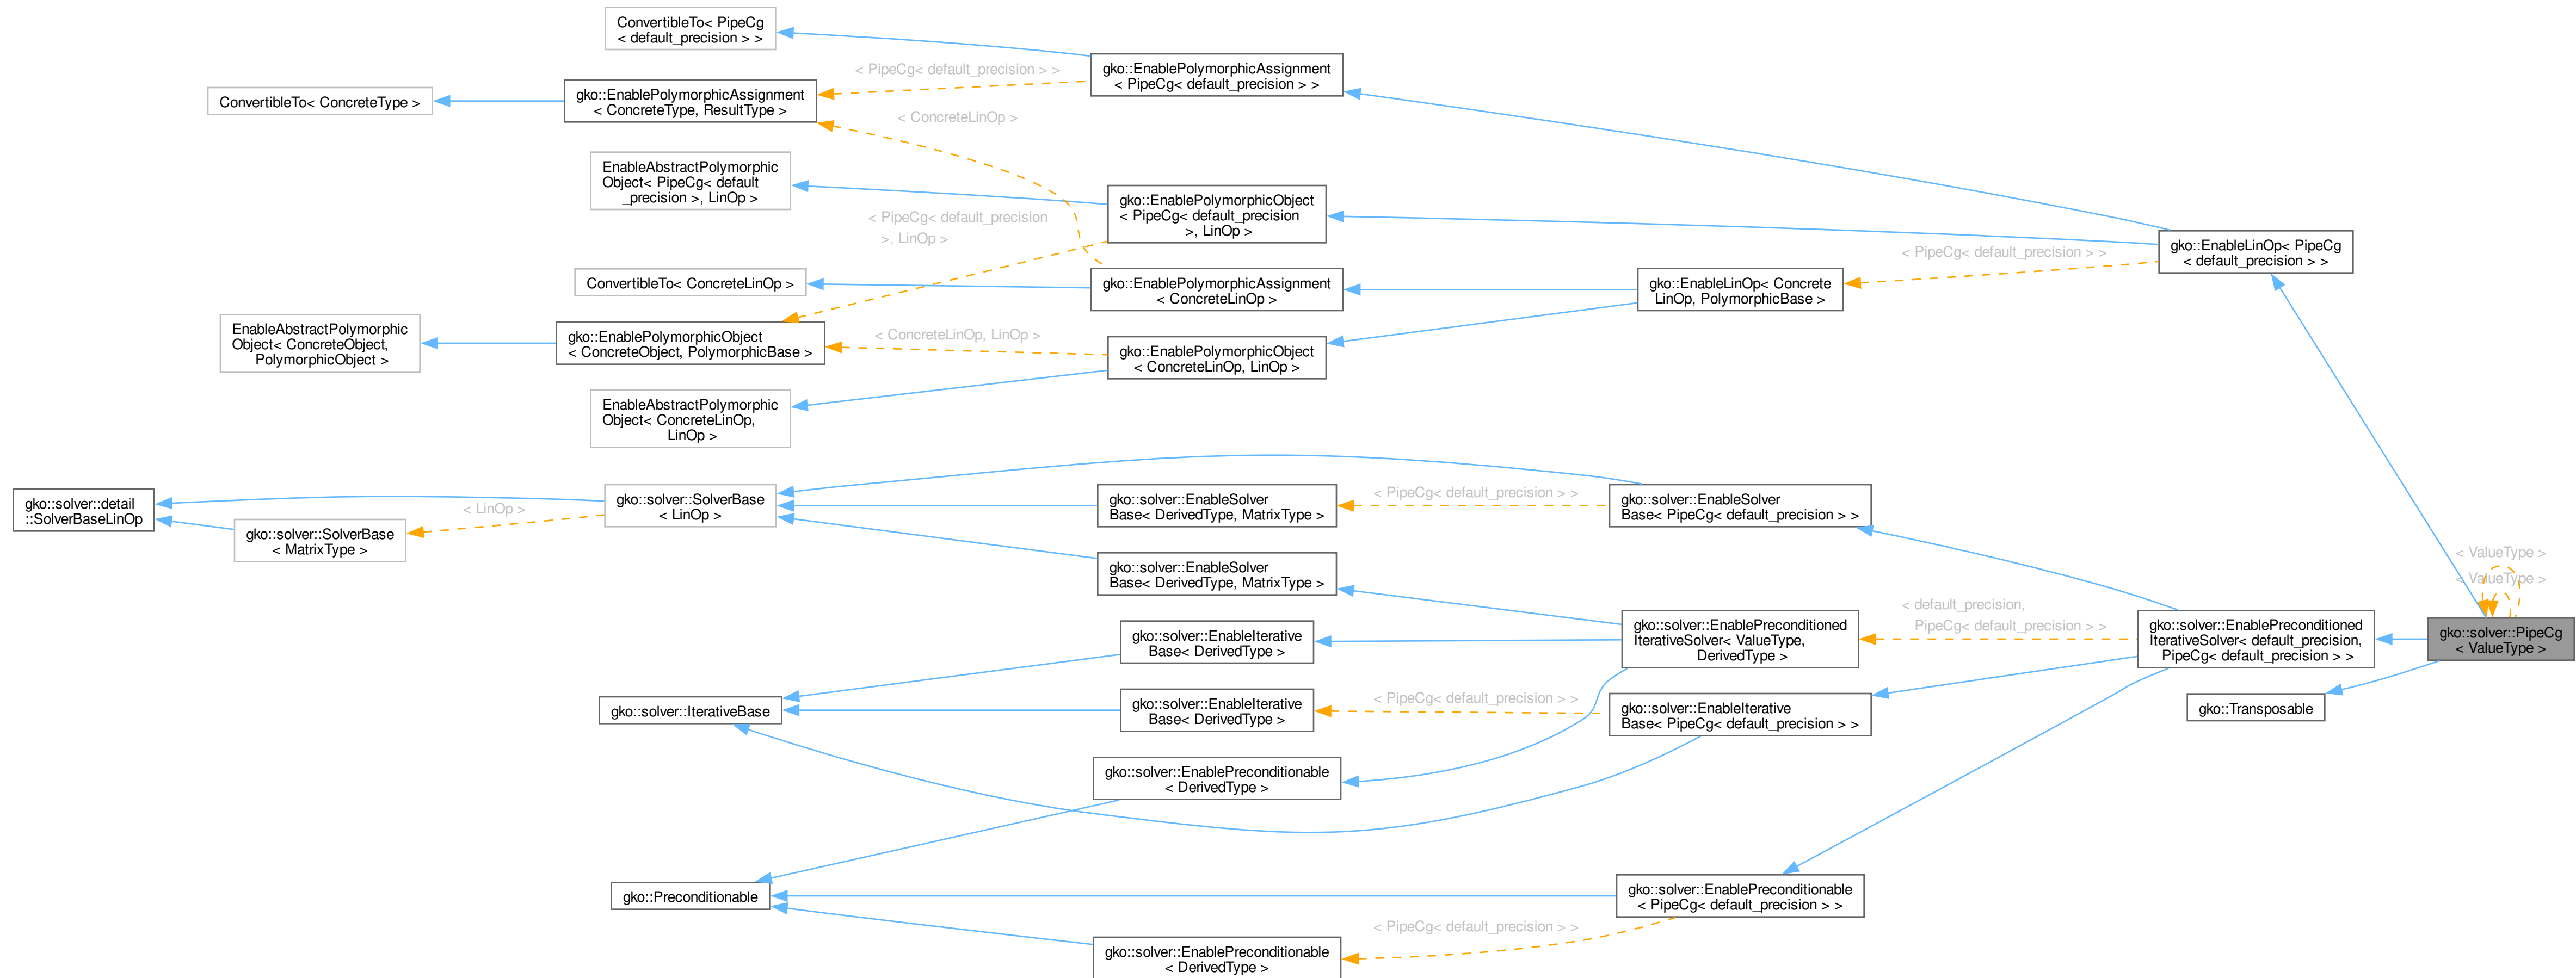 ConvertibleTo< PipeCg
< default_precision > >
gko::EnablePolymorphicAssignment
< PipeCg< default_precision > >
< PipeCg< default_precision > >
ConvertibleTo< ConcreteType >
gko::EnablePolymorphicAssignment
< ConcreteType, ResultType >
< ConcreteLinOp >
EnableAbstractPolymorphic
Object< PipeCg< default
_precision >, LinOp >
gko::EnablePolymorphicObject
< PipeCg< default_precision
>, LinOp >
< PipeCg< default_precision
>, LinOp >
gko::EnableLinOp< PipeCg
< default_precision > >
< PipeCg< default_precision > >
ConvertibleTo< ConcreteLinOp >
gko::EnablePolymorphicAssignment
< ConcreteLinOp >
gko::EnableLinOp< Concrete
LinOp, PolymorphicBase >
EnableAbstractPolymorphic
Object< ConcreteObject,
PolymorphicObject >
gko::EnablePolymorphicObject
< ConcreteObject, PolymorphicBase >
< ConcreteLinOp, LinOp >
gko::EnablePolymorphicObject
< ConcreteLinOp, LinOp >
EnableAbstractPolymorphic
Object< ConcreteLinOp,
LinOp >
gko::solver::detail
::SolverBaseLinOp
< LinOp >
gko::solver::SolverBase
< LinOp >
gko::solver::EnableSolver
Base< DerivedType, MatrixType >
< PipeCg< default_precision > >
gko::solver::EnableSolver
Base< PipeCg< default_precision > >
gko::solver::SolverBase
< MatrixType >
gko::solver::EnableSolver
Base< DerivedType, MatrixType >
< ValueType >
< ValueType >
gko::solver::EnableIterative
Base< DerivedType >
gko::solver::EnablePreconditioned
IterativeSolver< ValueType,
DerivedType >
< default_precision,
PipeCg< default_precision > >
gko::solver::EnablePreconditioned
IterativeSolver< default_precision,
PipeCg< default_precision > >
gko::solver::PipeCg
< ValueType >
gko::solver::IterativeBase
gko::solver::EnableIterative
Base< DerivedType >
< PipeCg< default_precision > >
gko::solver::EnableIterative
Base< PipeCg< default_precision > >
gko::Transposable
gko::solver::EnablePreconditionable
< DerivedType >
gko::Preconditionable
gko::solver::EnablePreconditionable
< PipeCg< default_precision > >
< PipeCg< default_precision > >
gko::solver::EnablePreconditionable
< DerivedType >